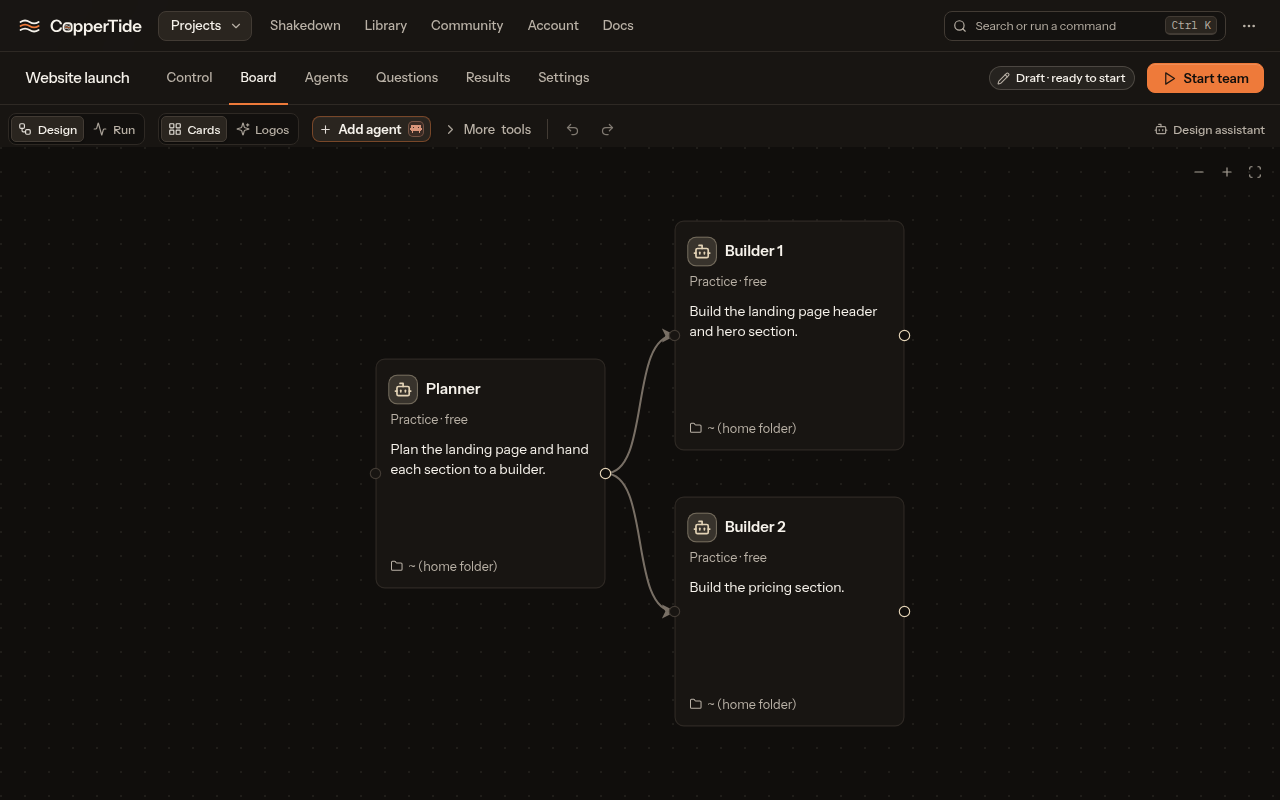 CopperTide
Projects
Shakedown
Library
Community
Account
Docs
Search or run a command
Ctrl K
Website launch
Control
Board
Agents
Questions
Results
Settings
Draft · ready to start
Start team
Design
Run
Cards
Logos
Add agent
More tools
Design assistant
Builder 1
Practice · free
Build the landing page header
and hero section.
~ (home folder)
Planner
Practice · free
Plan the landing page and hand
each section to a builder.
~ (home folder)
Builder 2
Practice · free
Build the pricing section.
~ (home folder)